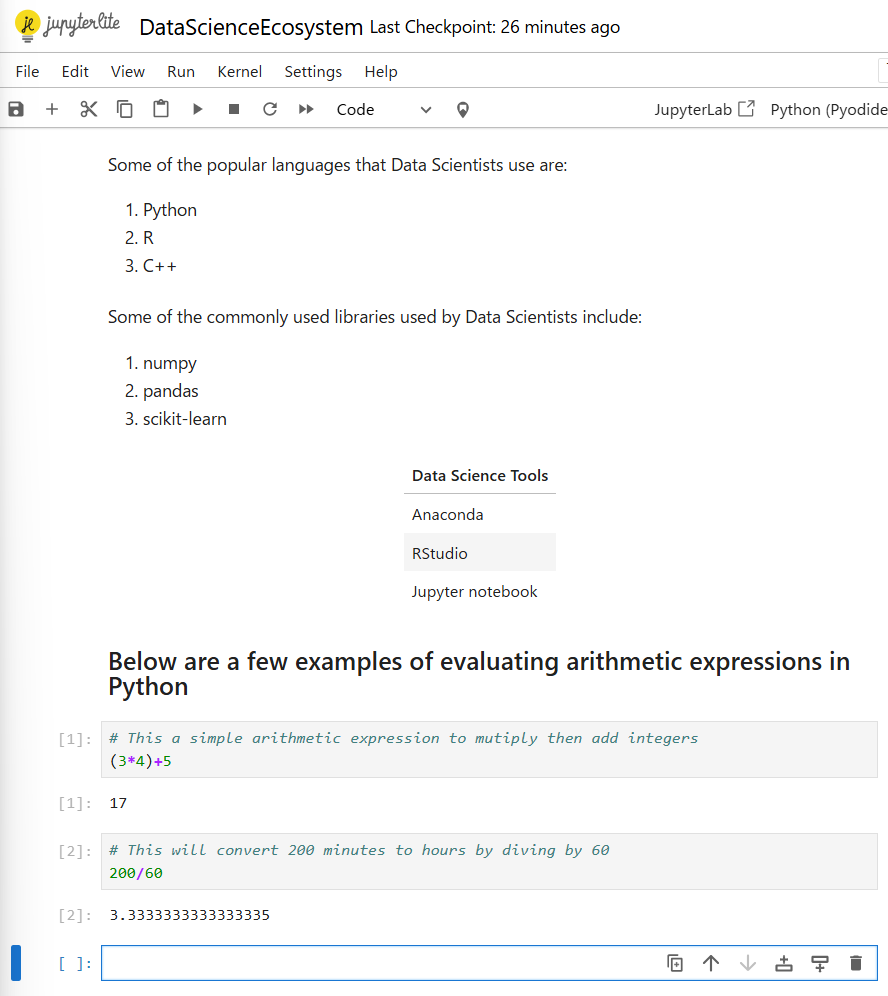 jupyterlite DataScienceEcosystem Last Checkpoint: 26 minutes ago
File Edit View Run Kernel Settings Help
Code JupyterLab Python (Pyodide
Some of the popular languages that Data Scientists use are:
1. Python
2. R
3. C++
Some of the commonly used libraries used by Data Scientists include:
1. numpy
2. pandas
3. scikit-learn
Data Science Tools
Anaconda
RStudio
Jupyter notebook
Below are a few examples of evaluating arithmetic expressions in
Python
[1]: # This a simple arithmetic expression to mutiply then add integers
(3*4)+5
[1]: 17
[2]: # This will convert 200 minutes to hours by diving by 60
200/60
[2]: 3.3333333333333335
[ ]: